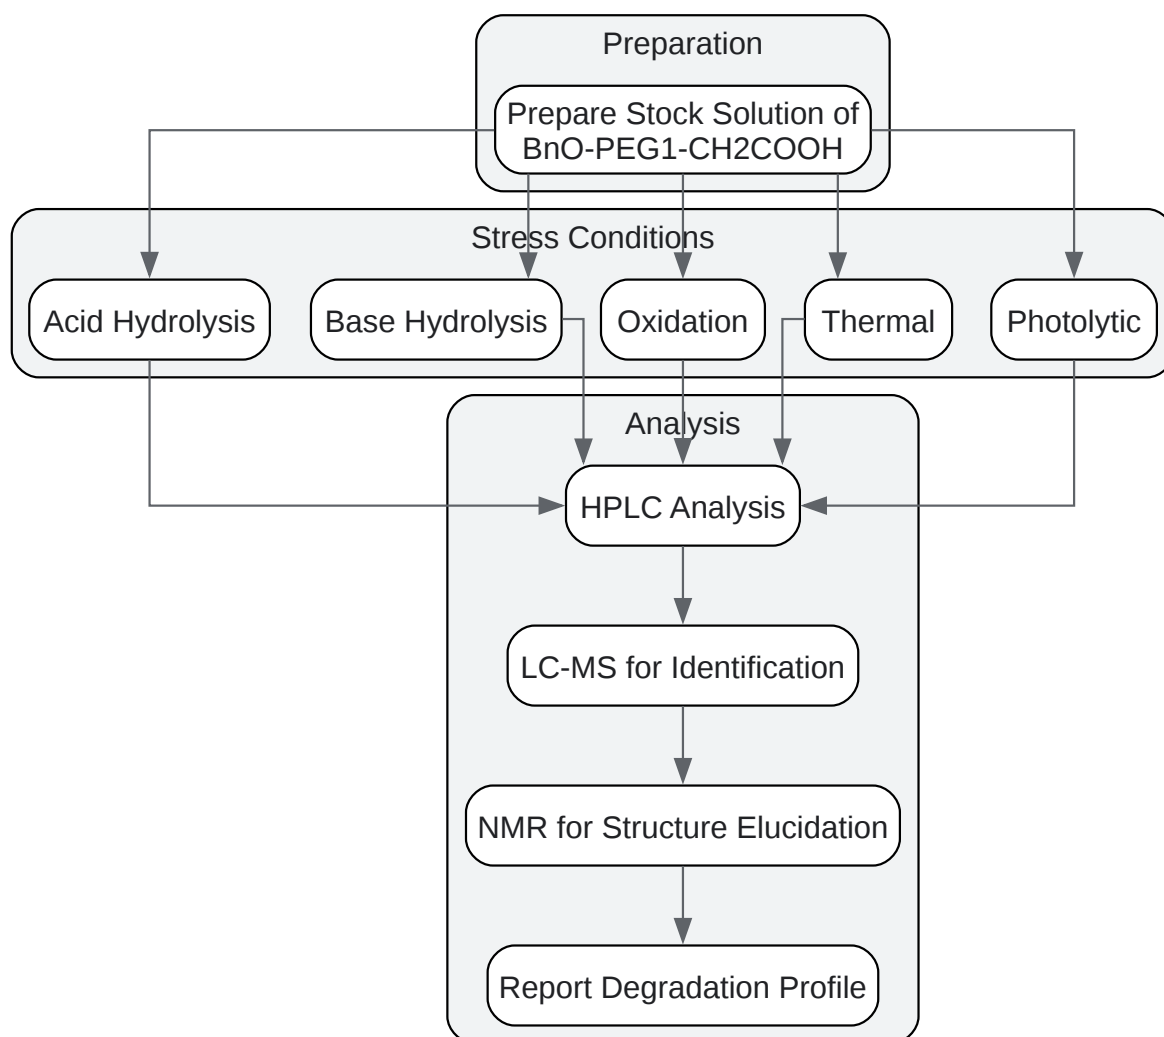 Preparation
Prepare Stock Solution of
BnO-PEG1-CH2COOH
Stress Conditions
Acid Hydrolysis
Base Hydrolysis
Oxidation
Thermal
Photolytic
Analysis
HPLC Analysis
LC-MS for Identification
NMR for Structure Elucidation
Report Degradation Profile